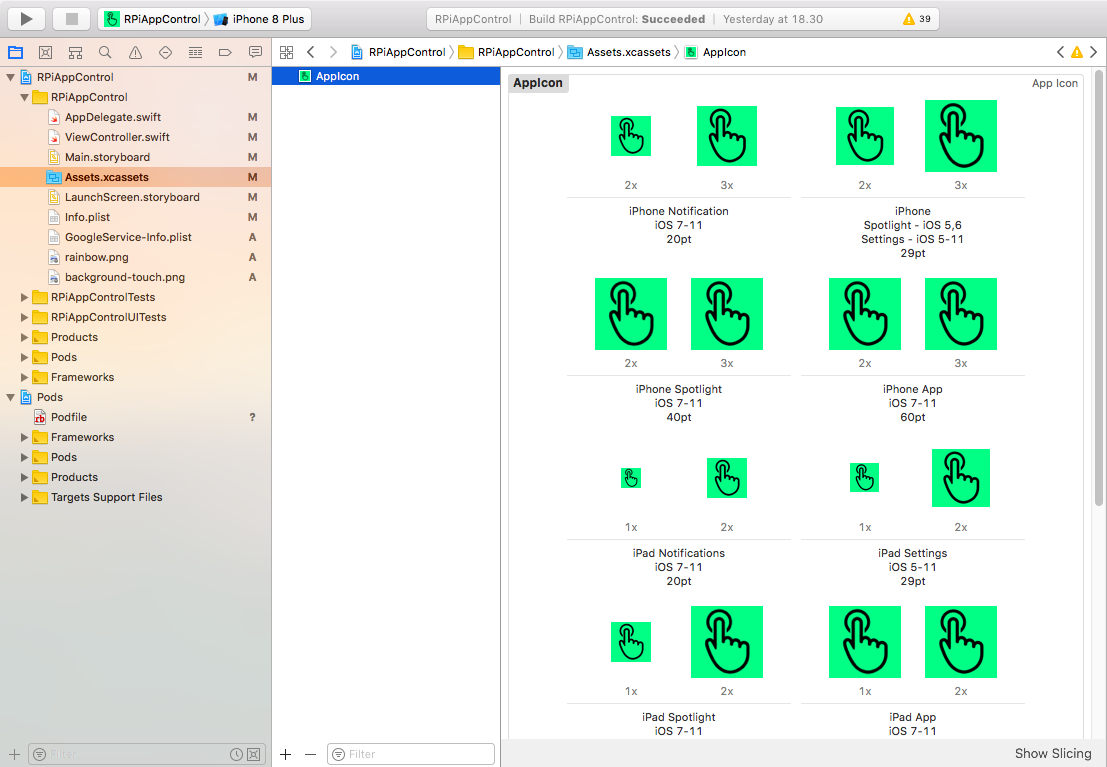 RPiAppControl iPhone 8 Plus
RPiAppControl | Build RPiAppControl: Succeeded | Yesterday at 18.30
39
RPiAppControl RPiAppControl Assets.xcassets AppIcon
RPiAppControl M
RPiAppControl
AppDelegate.swift M
ViewController.swift M
Main.storyboard M
Assets.xcassets M
LaunchScreen.storyboard M
Info.plist M
GoogleService-Info.plist A
rainbow.png A
background-touch.png A
RPiAppControlTests
RPiAppControlUITests
Products
Pods
Frameworks
Pods
rb Podfile ?
Frameworks
Pods
Products
Targets Support Files
Filter
AppIcon
Filter
AppIcon
App Icon
2x 3x
iPhone Notification
iOS 7-11
20pt
2x 3x
iPhone
Spotlight - iOS 5,6
Settings - iOS 5-11
29pt
2x 3x
iPhone Spotlight
iOS 7-11
40pt
2x 3x
iPhone App
iOS 7-11
60pt
1x 2x
iPad Notifications
iOS 7-11
20pt
1x 2x
iPad Settings
iOS 5-11
29pt
1x 2x
iPad Spotlight
iOS 7-11
1x 2x
iPad App
iOS 7-11
Show Slicing